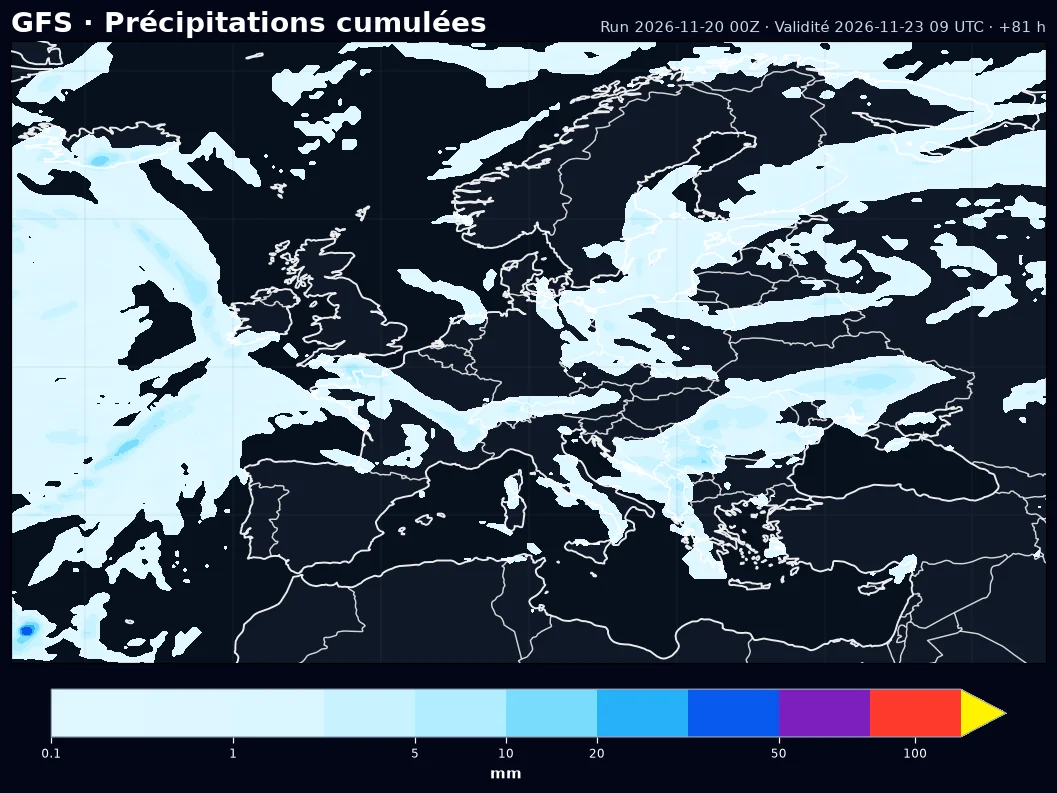 GFS · Précipitations cumulées
Run 2026-11-20 00Z · Validité 2026-11-23 09 UTC · +81 h
0.1 1 5 10 20 50 100
mm